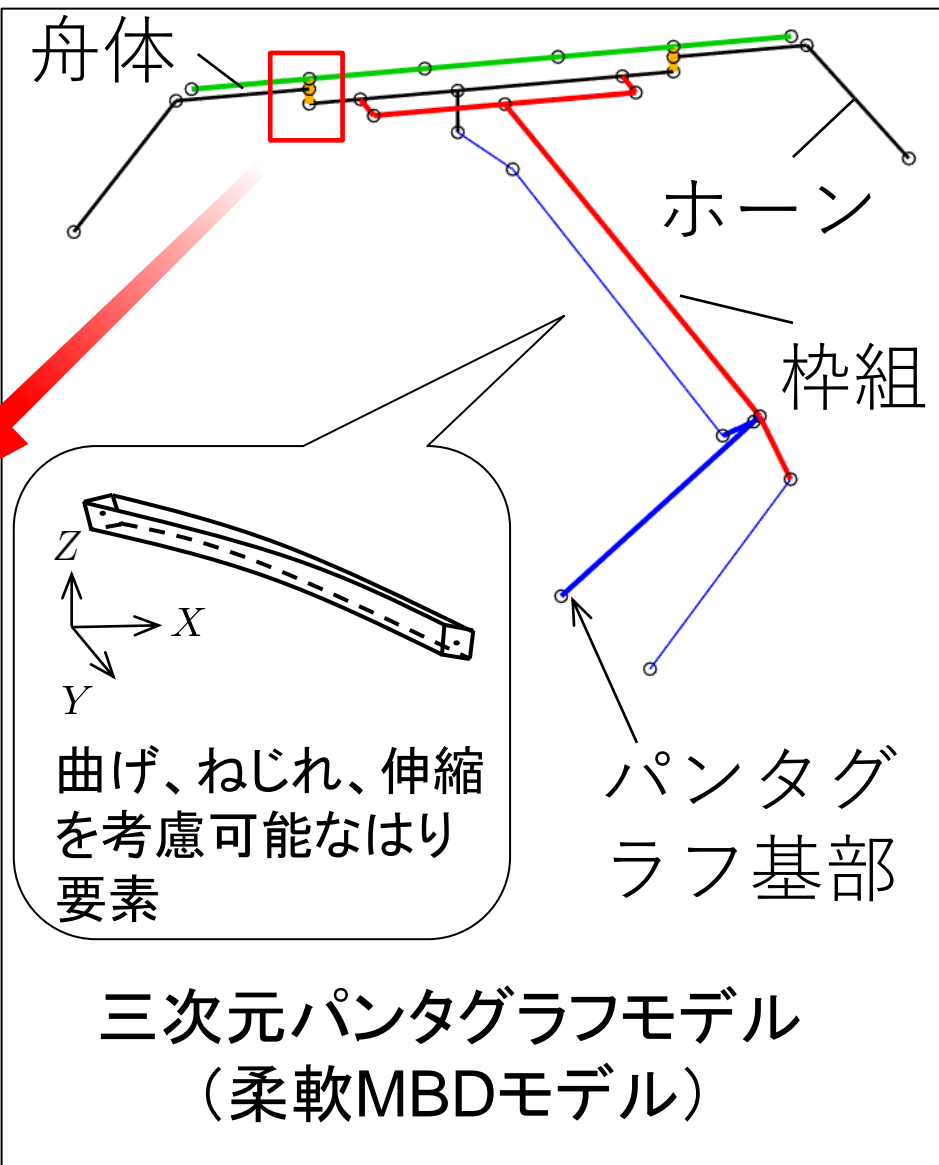 舟体
ホーン
枠組
Z
X
Y
曲げ、ねじれ、伸縮
を考慮可能なはり
要素
パンタグ
ラフ基部
三次元パンタグラフモデル
（柔軟MBDモデル）